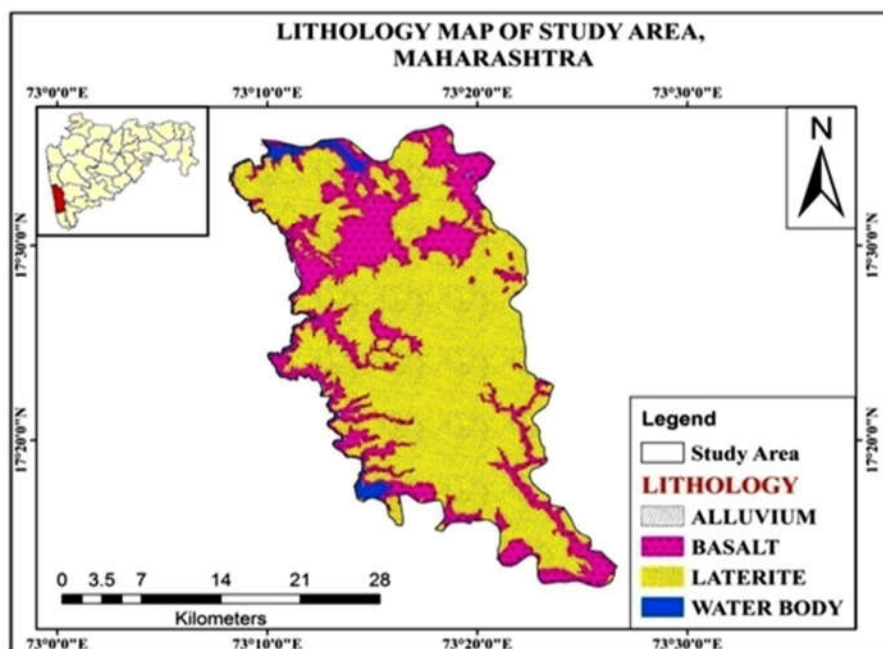 LITHOLOGY MAP OF STUDY AREA,
MAHARASHTRA
73°0'0"E 73°10'0"E 73°20'0"E 73°30'0"E
N
17°30'0"N 17°30'0"N
17°20'0"N 17°20'0"N
Legend
Study Area
LITHOLOGY
ALLUVIUM
BASALT
LATERITE
WATER BODY
0 3.5 7 14 21 28
Kilometers
73°0'0"E 73°10'0"E 73°20'0"E 73°30'0"E